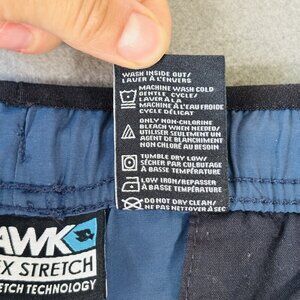 WASH INSIDE OUT/
LAVER À L'ENVERS
MACHINE WASH COLD
GENTLE CYCLE/
LAVER À LA
MACHINE À L'EAU FROIDE
CYCLE DÉLICAT
ONLY NON-CHLORINE
BLEACH WHEN NEEDED/
UTILISER SEULEMENT UN
AGENT DE BLANCHIMENT
NON CHLORÉ AU BESOIN
TUMBLE DRY LOW/
SÉCHER PAR CULBUTAGE
À BASSE TEMPÉRATURE
LOW IRON/REPASSER
À BASSE TEMPÉRATURE
DO NOT DRY CLEAN/
NE PAS NETTOYER À SEC
AWK
X STRETCH
ETCH TECHNOLOGY